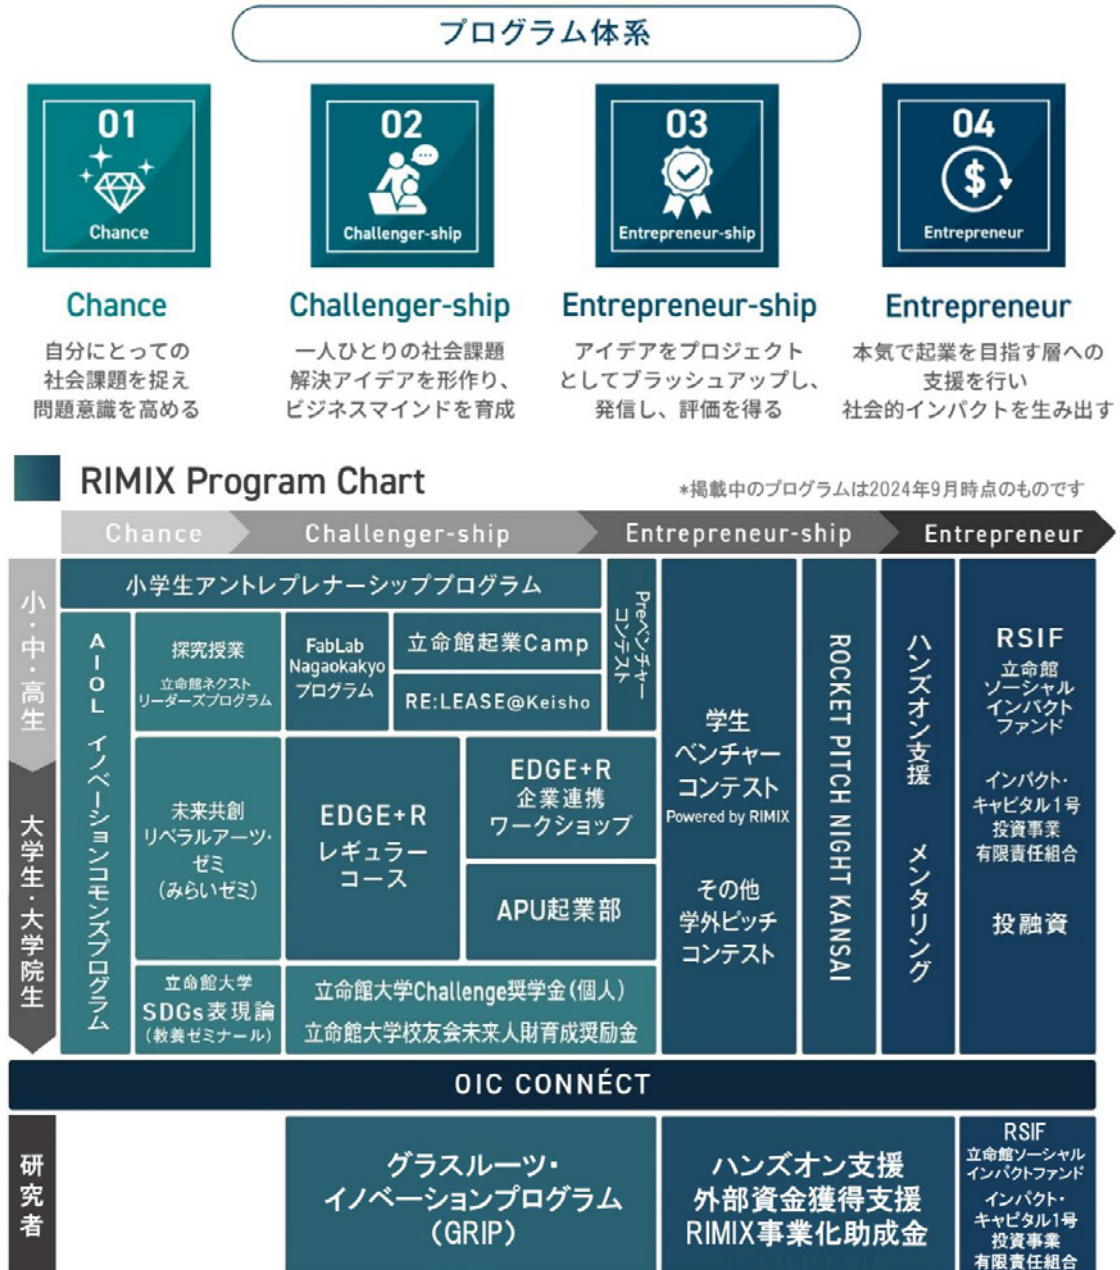 プログラム体系
01
Chance
02
Challenger-ship
03
Entrepreneur-ship
04
$
Entrepreneur
Chance
自分にとっての
社会課題を捉え
問題意識を高める
Challenger-ship
一人ひとりの社会課題
解決アイデアを形作り、
ビジネスマインドを育成
Entrepreneur-ship
アイデアをプロジェクト
としてブラッシュアップし、
発信し、評価を得る
Entrepreneur
本気で起業を目指す層への
支援を行い
社会的インパクトを生み出す
RIMIX Program Chart
*掲載中のプログラムは2024年9月時点のものです
Chance
Challenger-ship
Entrepreneur-ship
Entrepreneur
小・中・高生
大学生・大学院生
小学生アントレプレナーシッププログラム
AIOL イノベーションコモンズプログラム
探究授業
立命館ネクスト
リーダーズプログラム
FabLab
Nagaokakyo
プログラム
立命館起業Camp
RE:LEASE@Keisho
Preベンチャー
コンテスト
未来共創
リベラルアーツ・
ゼミ
（みらいゼミ）
EDGE+R
レギュラー
コース
EDGE+R
企業連携
ワークショップ
APU起業部
立命館大学
SDGs表現論
（教養ゼミナール）
立命館大学Challenge奨学金（個人）
立命館大学校友会未来人財育成奨励金
学生
ベンチャー
コンテスト
Powered by RIMIX
その他
学外ピッチ
コンテスト
ROCKET PITCH NIGHT KANSAI
ハンズオン支援 メンタリング
RSIF
立命館
ソーシャル
インパクト
ファンド
インパクト・
キャピタル1号
投資事業
有限責任組合
投融資
OIC CONNÉCT
研究者
グラスルーツ・
イノベーションプログラム
（GRIP）
ハンズオン支援
外部資金獲得支援
RIMIX事業化助成金
RSIF
立命館ソーシャル
インパクトファンド
インパクト・
キャピタル1号
投資事業
有限責任組合